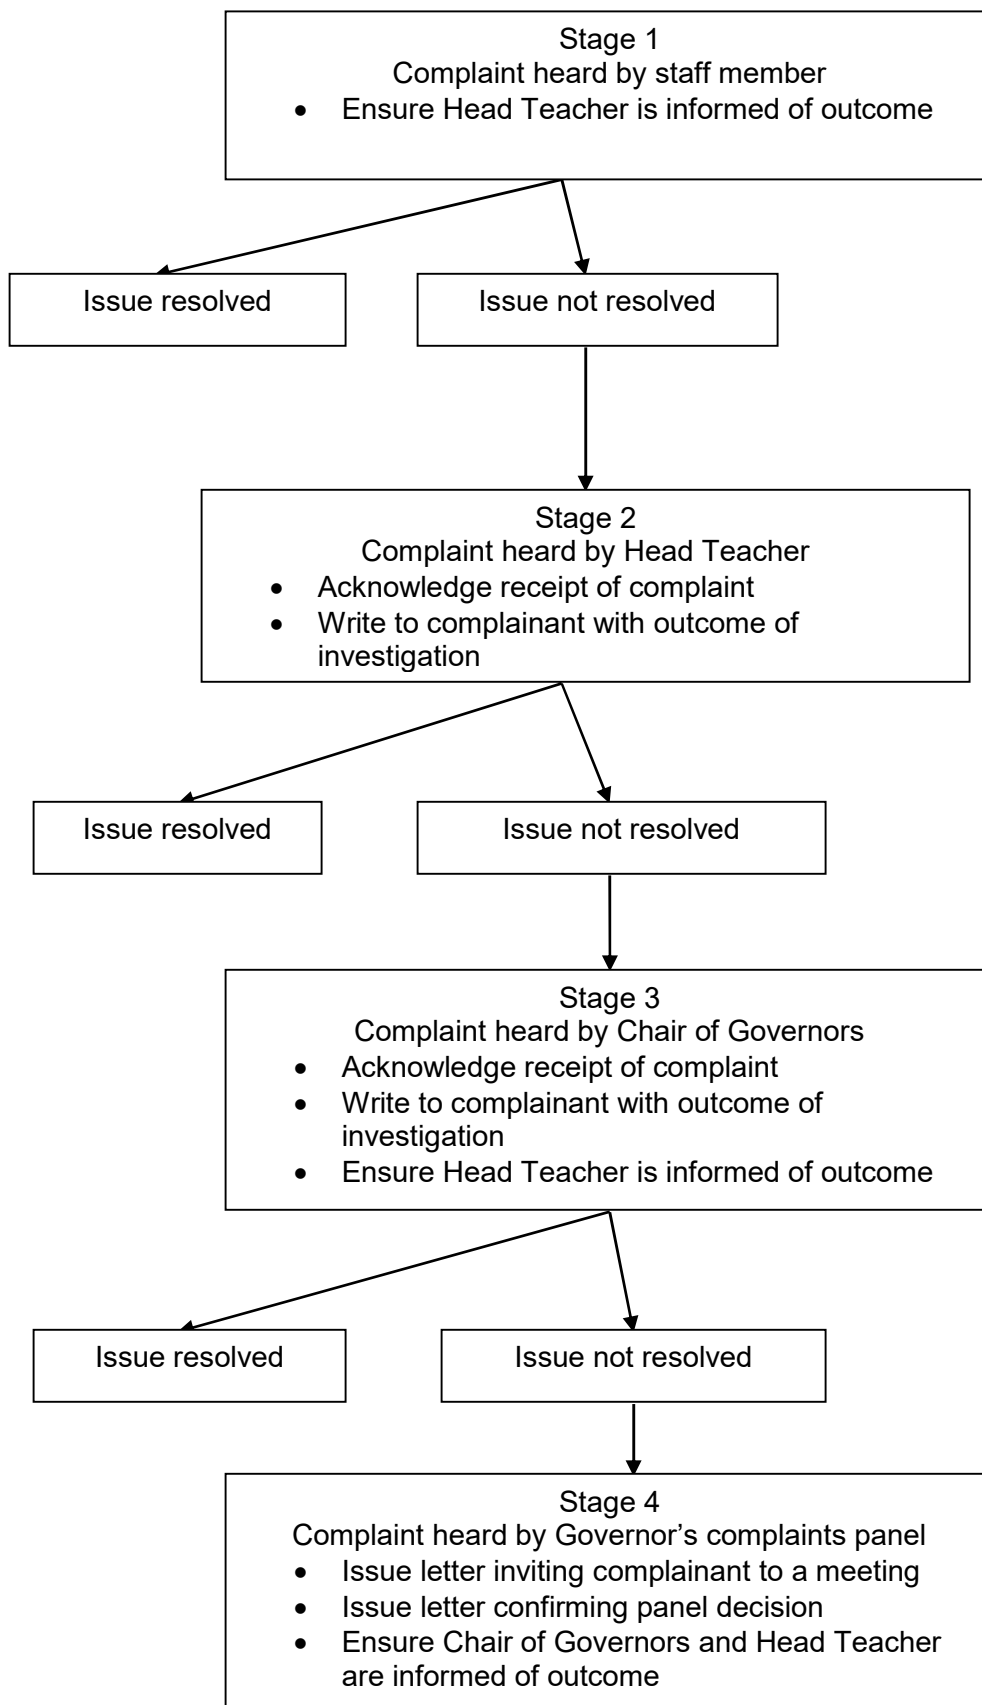 Stage 1
Complaint heard by staff member
• Ensure Head Teacher is informed of outcome
Issue resolved
Issue not resolved
Stage 2
Complaint heard by Head Teacher
• Acknowledge receipt of complaint
• Write to complainant with outcome of
investigation
Issue resolved
Issue not resolved
Stage 3
Complaint heard by Chair of Governors
• Acknowledge receipt of complaint
• Write to complainant with outcome of
investigation
• Ensure Head Teacher is informed of outcome
Issue resolved
Issue not resolved
Stage 4
Complaint heard by Governor’s complaints panel
• Issue letter inviting complainant to a meeting
• Issue letter confirming panel decision
• Ensure Chair of Governors and Head Teacher
are informed of outcome